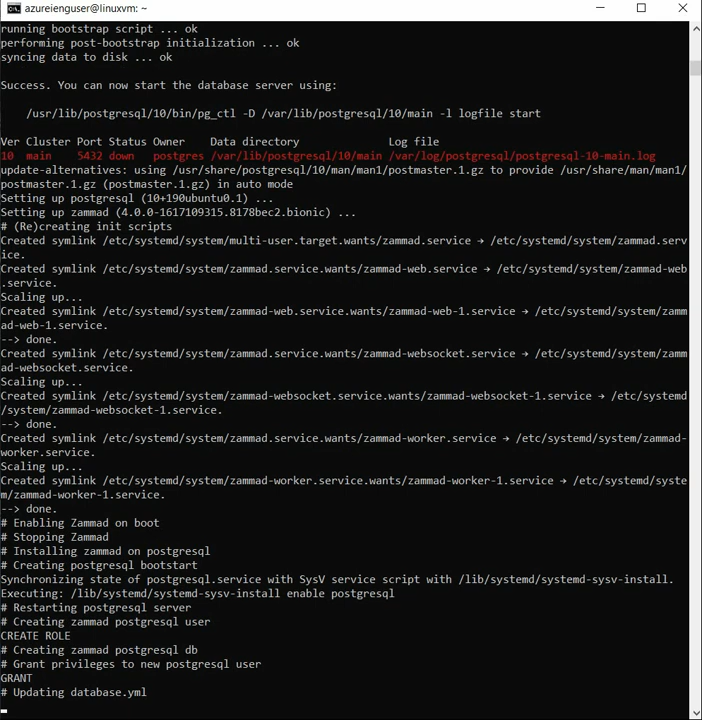 azureienguser@linuxvm: ~
running bootstrap script ... ok
performing post-bootstrap initialization ... ok
syncing data to disk ... ok
Success. You can now start the database server using:
/usr/lib/postgresql/10/bin/pg_ctl -D /var/lib/postgresql/10/main -l logfile start
Ver Cluster Port Status Owner    Data directory              Log file
10  main    5432 down   postgres /var/lib/postgresql/10/main /var/log/postgresql/postgresql-10-main.log
update-alternatives: using /usr/share/postgresql/10/man/man1/postmaster.1.gz to provide /usr/share/man/man1/
postmaster.1.gz (postmaster.1.gz) in auto mode
Setting up postgresql (10+190ubuntu0.1) ...
Setting up zammad (4.0.0-1617109315.8178bec2.bionic) ...
# (Re)creating init scripts
Created symlink /etc/systemd/system/multi-user.target.wants/zammad.service → /etc/systemd/system/zammad.serv
ice.
Created symlink /etc/systemd/system/zammad.service.wants/zammad-web.service → /etc/systemd/system/zammad-web
.service.
Scaling up...
Created symlink /etc/systemd/system/zammad-web.service.wants/zammad-web-1.service → /etc/systemd/system/zamm
ad-web-1.service.
--> done.
Created symlink /etc/systemd/system/zammad.service.wants/zammad-websocket.service → /etc/systemd/system/zamm
ad-websocket.service.
Scaling up...
Created symlink /etc/systemd/system/zammad-websocket.service.wants/zammad-websocket-1.service → /etc/systemd
/system/zammad-websocket-1.service.
--> done.
Created symlink /etc/systemd/system/zammad.service.wants/zammad-worker.service → /etc/systemd/system/zammad-
worker.service.
Scaling up...
Created symlink /etc/systemd/system/zammad-worker.service.wants/zammad-worker-1.service → /etc/systemd/syste
m/zammad-worker-1.service.
--> done.
# Enabling Zammad on boot
# Stopping Zammad
# Installing zammad on postgresql
# Creating postgresql bootstart
Synchronizing state of postgresql.service with SysV service script with /lib/systemd/systemd-sysv-install.
Executing: /lib/systemd/systemd-sysv-install enable postgresql
# Restarting postgresql server
# Creating zammad postgresql user
CREATE ROLE
# Creating zammad postgresql db
# Grant privileges to new postgresql user
GRANT
# Updating database.yml